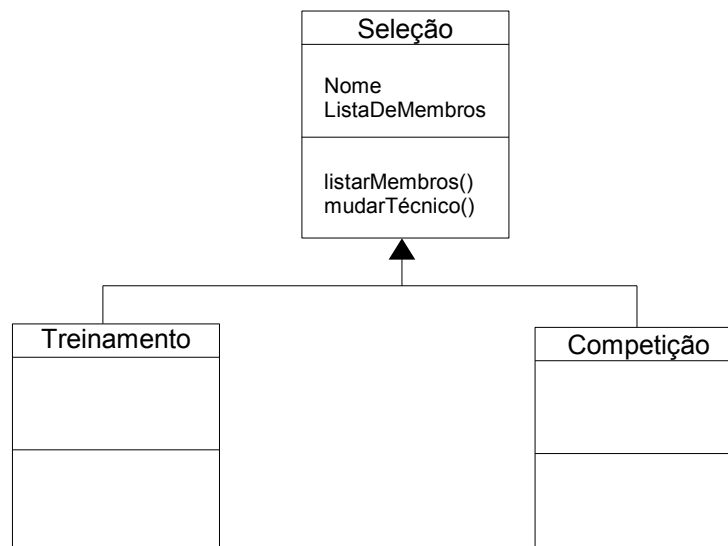 Seleção
Nome
ListaDeMembros
listarMembros()
mudarTécnico()
Treinamento
Competição